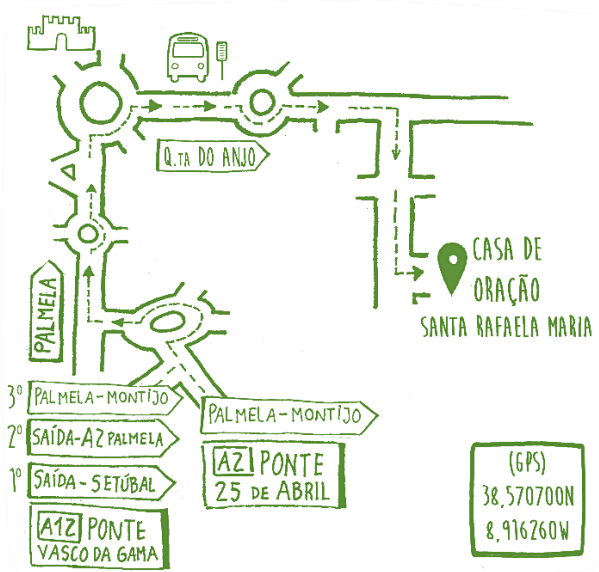 Q.TA DO ANJO
CASA DE
ORAÇÃO
SANTA RAFAELA MARIA
PALMELA
3º PALMELA-MONTIJO
2º SAÍDA-A2 PALMELA
1º SAÍDA-SETÚBAL
A12 PONTE
VASCO DA GAMA
PALMELA-MONTIJO
A2 PONTE
25 DE ABRIL
(GPS)
38,570700N
8,916260W